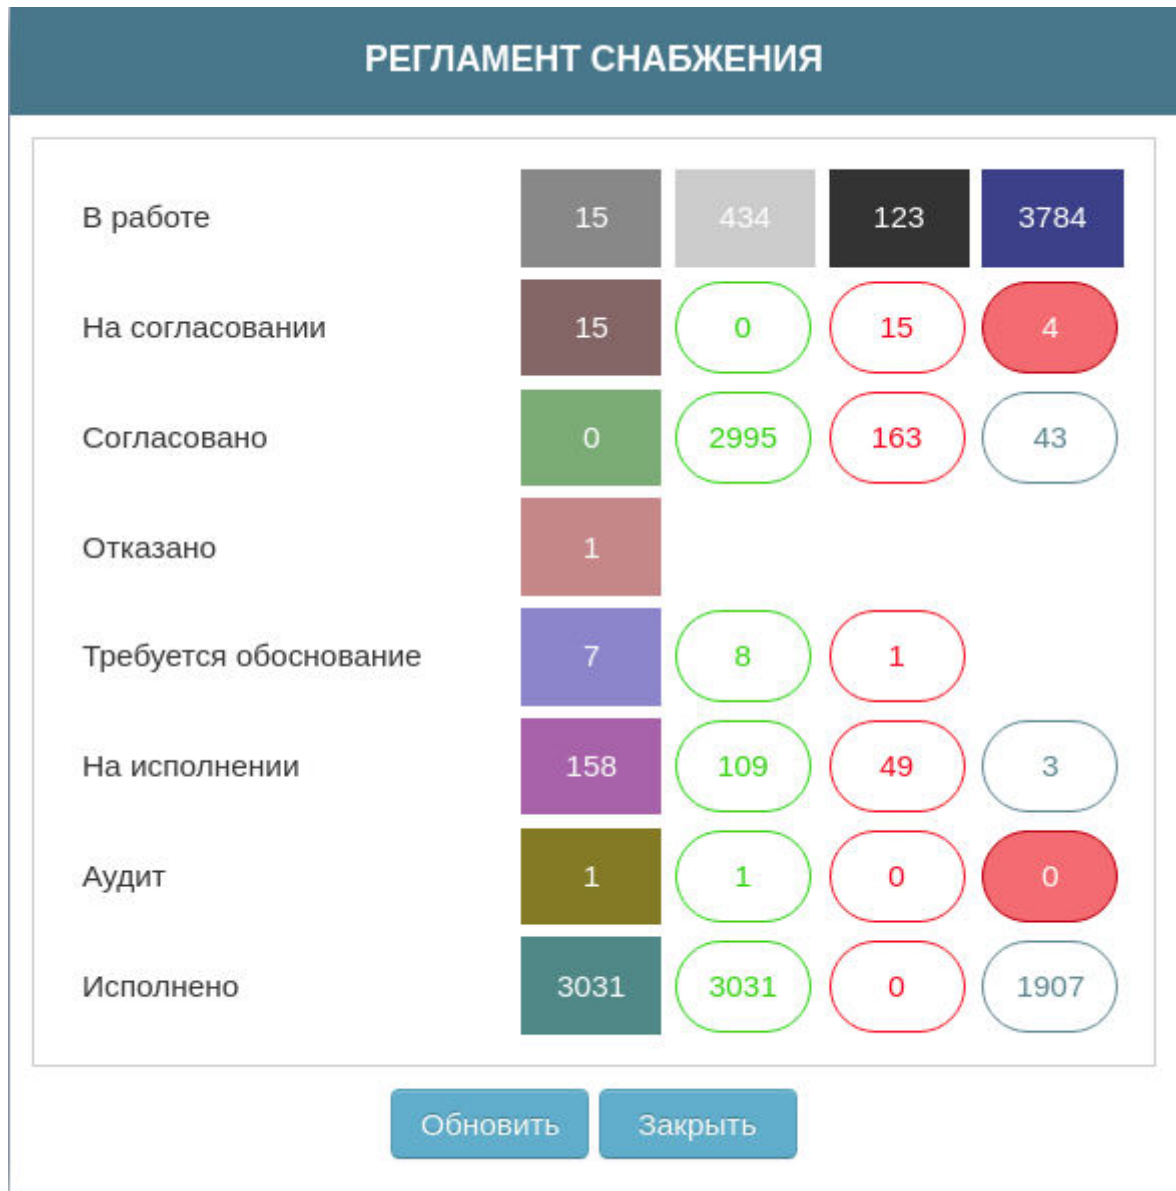 РЕГЛАМЕНТ СНАБЖЕНИЯ
В работе 15 434 123 3784
На согласовании 15 0 15 4
Согласовано 0 2995 163 43
Отказано 1
Требуется обоснование 7 8 1
На исполнении 158 109 49 3
Аудит 1 1 0 0
Исполнено 3031 3031 0 1907
Обновить Закрыть